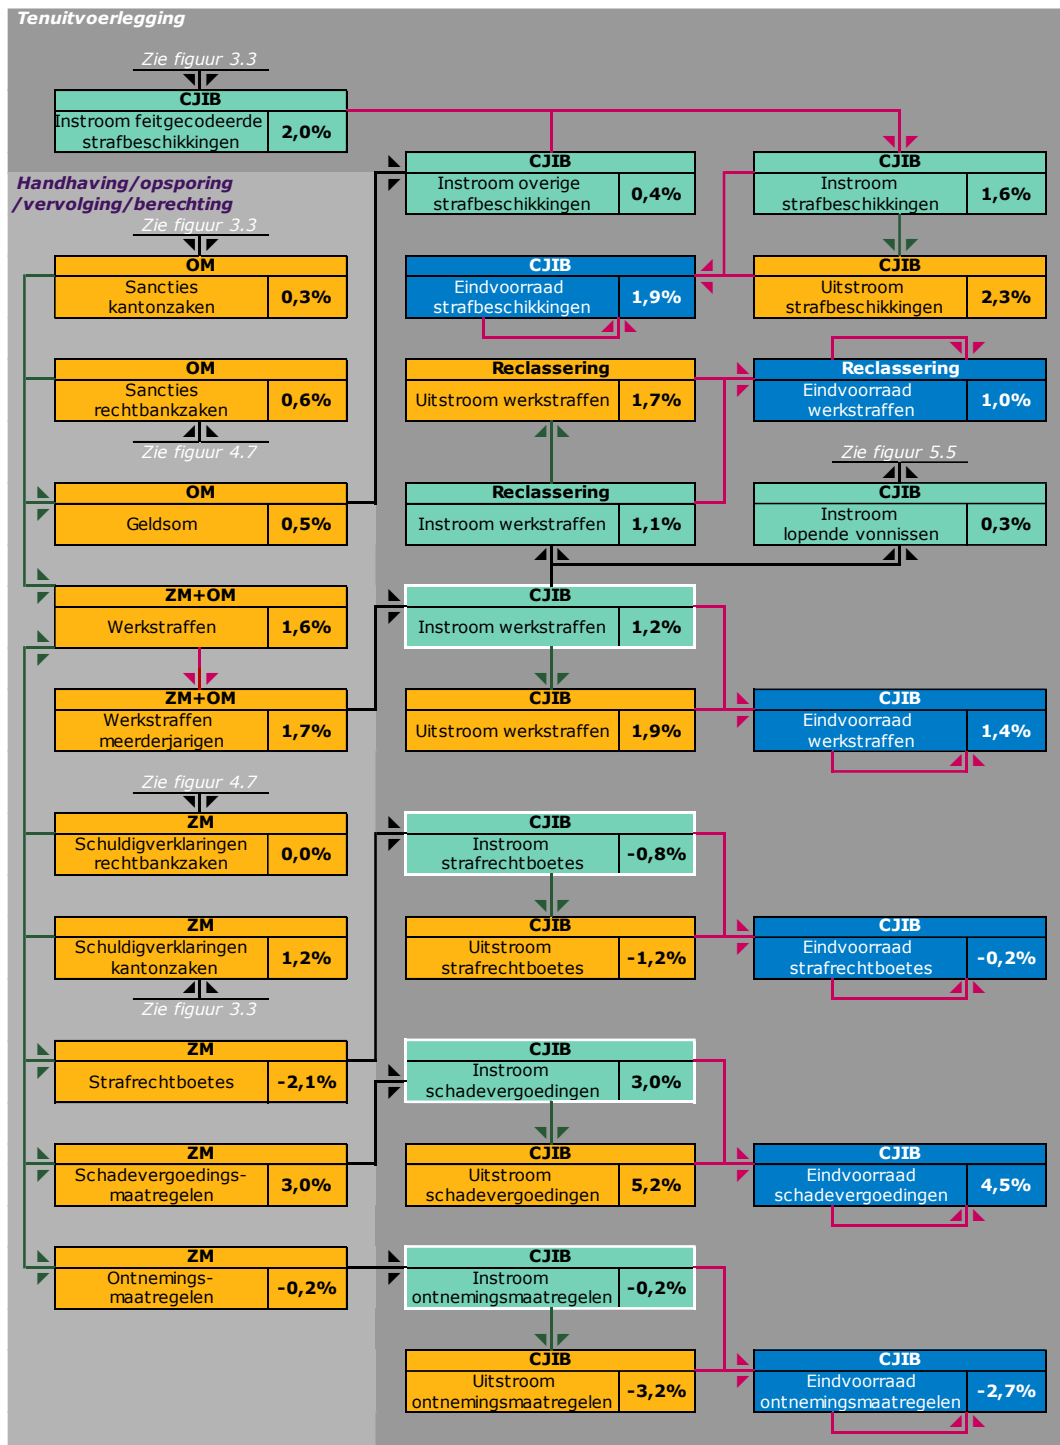 Tenuitvoerlegging
Zie figuur 3.3
CJIB
Instroom feitgecodeerde
strafbeschikkingen
2,0%
CJIB
Instroom overige
strafbeschikkingen
0,4%
CJIB
Instroom
strafbeschikkingen
1,6%
Handhaving/opsporing
/vervolging/berechting
Zie figuur 3.3
OM
Sancties
kantonzaken
0,3%
CJIB
Eindvoorraad
strafbeschikkingen
1,9%
CJIB
Uitstroom
strafbeschikkingen
2,3%
OM
Sancties
rechtbankzaken
0,6%
Zie figuur 4.7
Reclassering
Uitstroom werkstraffen
1,7%
Reclassering
Eindvoorraad
werkstraffen
1,0%
Zie figuur 5.5
OM
Geldsom
0,5%
Reclassering
Instroom werkstraffen
1,1%
CJIB
Instroom
lopende vonnissen
0,3%
ZM+OM
Werkstraffen
1,6%
CJIB
Instroom werkstraffen
1,2%
ZM+OM
Werkstraffen
meerderjarigen
1,7%
CJIB
Uitstroom werkstraffen
1,9%
CJIB
Eindvoorraad
werkstraffen
1,4%
Zie figuur 4.7
ZM
Schuldigverklaringen
rechtbankzaken
0,0%
CJIB
Instroom
strafrechtboetes
-0,8%
ZM
Schuldigverklaringen
kantonzaken
1,2%
Zie figuur 3.3
CJIB
Uitstroom
strafrechtboetes
-1,2%
CJIB
Eindvoorraad
strafrechtboetes
-0,2%
ZM
Strafrechtboetes
-2,1%
CJIB
Instroom
schadevergoedingen
3,0%
ZM
Schadevergoedings-
maatregelen
3,0%
CJIB
Uitstroom
schadevergoedingen
5,2%
CJIB
Eindvoorraad
schadevergoedingen
4,5%
ZM
Ontnemings-
maatregelen
-0,2%
CJIB
Instroom
ontnemingsmaatregelen
-0,2%
CJIB
Uitstroom
ontnemingsmaatregelen
-3,2%
CJIB
Eindvoorraad
ontnemingsmaatregelen
-2,7%